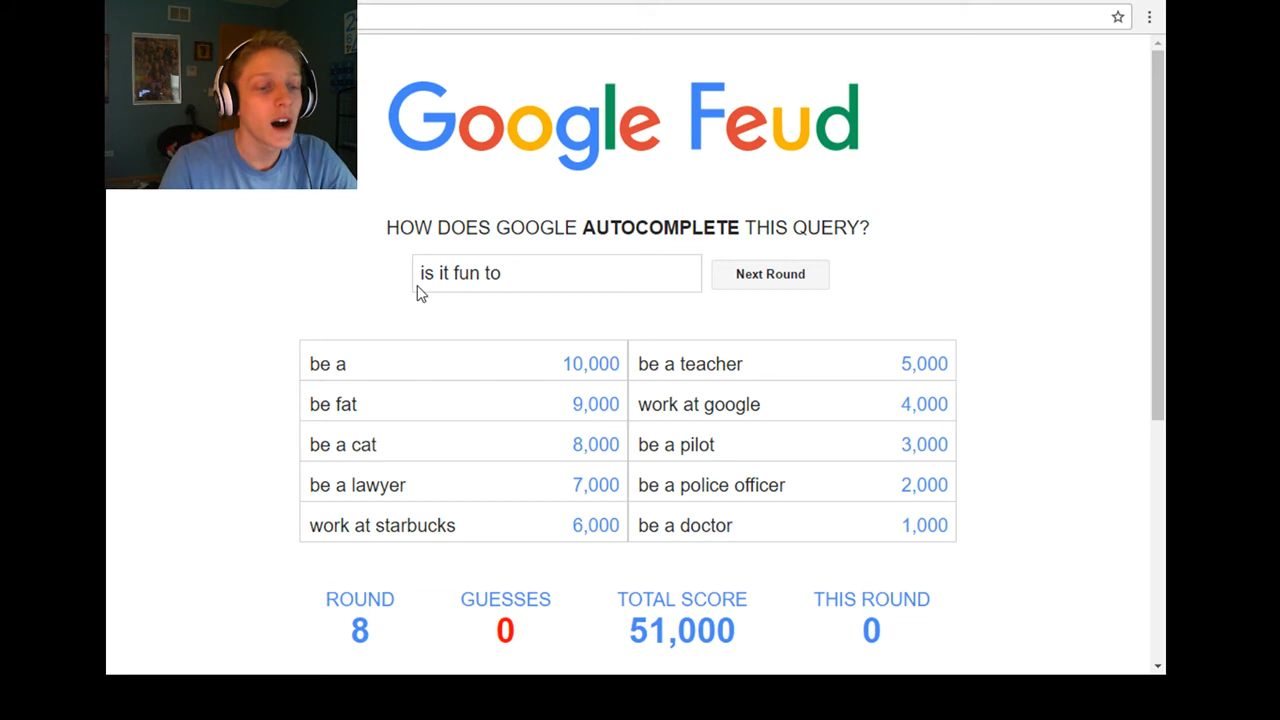 Google Feud
HOW DOES GOOGLE AUTOCOMPLETE THIS QUERY?
is it fun to
Next Round
be a 10,000 be a teacher 5,000
be fat 9,000 work at google 4,000
be a cat 8,000 be a pilot 3,000
be a lawyer 7,000 be a police officer 2,000
work at starbucks 6,000 be a doctor 1,000
ROUND GUESSES TOTAL SCORE THIS ROUND
8 0 51,000 0